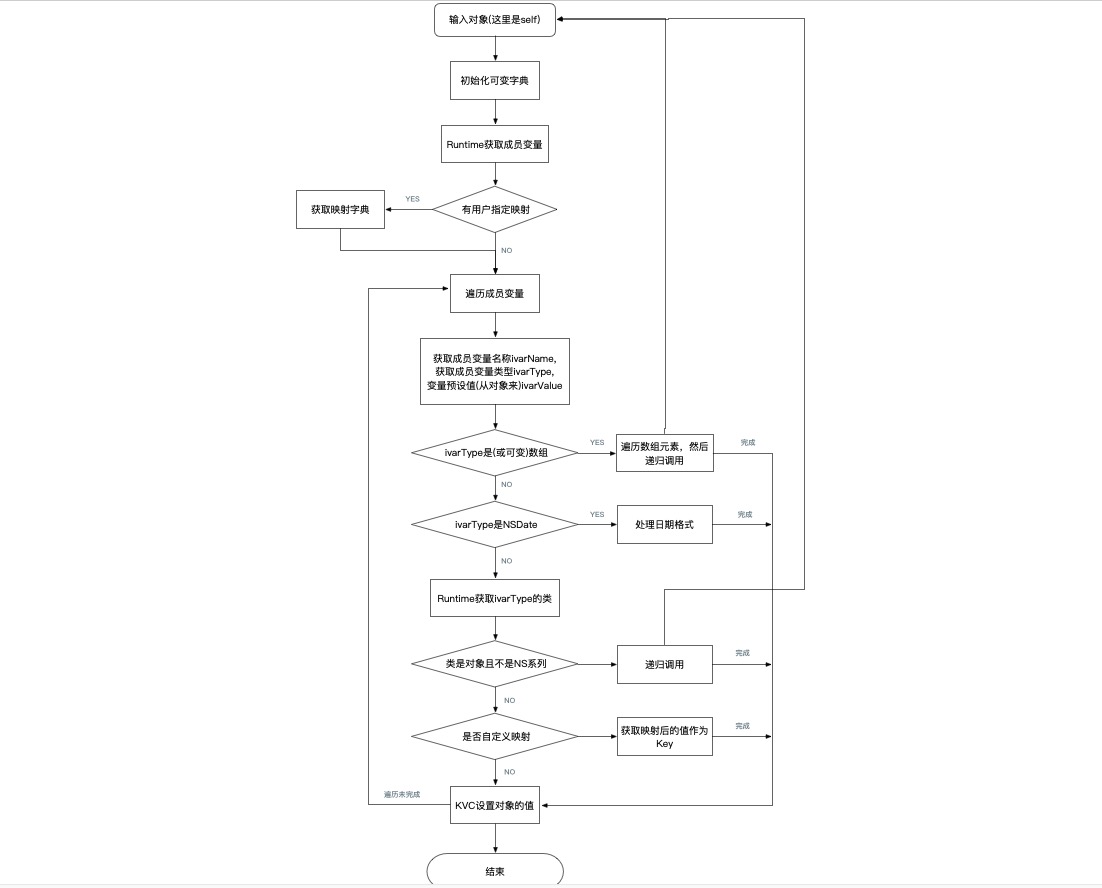 输入对象(这里是self)
初始化可变字典
Runtime获取成员变量
有用户指定映射
YES
获取映射字典
NO
遍历成员变量
获取成员变量名称ivarName,
获取成员变量类型ivarType,
变量预设值(从对象来)ivarValue
ivarType是(或可变)数组
YES
遍历数组元素，然后
递归调用
完成
NO
ivarType是NSDate
YES
处理日期格式
完成
NO
Runtime获取ivarType的类
类是对象且不是NS系列
递归调用
完成
NO
是否自定义映射
获取映射后的值作为
Key
完成
NO
遍历未完成
KVC设置对象的值
结束